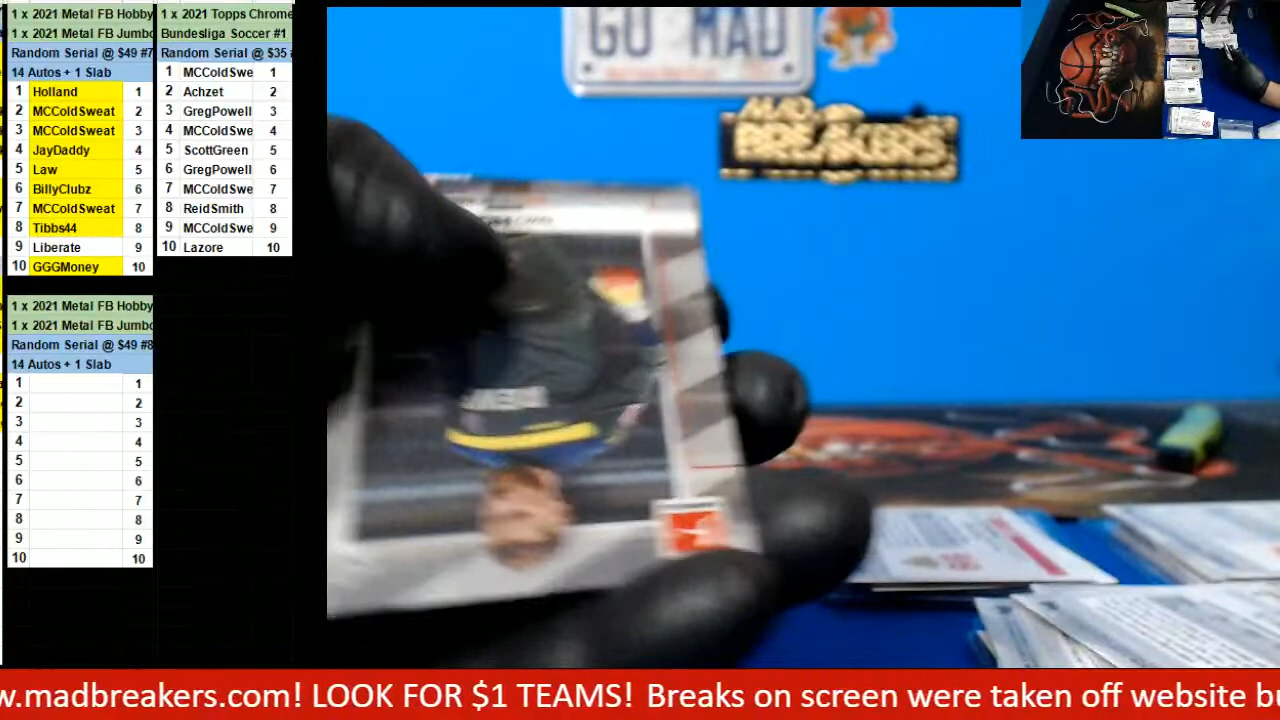 1 x 2021 Metal FB Hobby
1 x 2021 Metal FB Jumbo
Random Serial @ $49 #7
14 Autos + 1 Slab
1 Holland 1
2 MCColdSweat 2
3 MCColdSweat 3
4 JayDaddy 4
5 Law 5
6 BillyClubz 6
7 MCColdSweat 7
8 Tibbs44 8
9 Liberate 9
10 GGGMoney 10
1 x 2021 Topps Chrome
Bundesliga Soccer #1
Random Serial @ $35
1 MCColdSwe 1
2 Achzet 2
3 GregPowell 3
4 MCColdSwe 4
5 ScottGreen 5
6 GregPowell 6
7 MCColdSwe 7
8 ReidSmith 8
9 MCColdSwe 9
10 Lazore 10
1 x 2021 Metal FB Hobby
1 x 2021 Metal FB Jumbo
Random Serial @ $49 #8
14 Autos + 1 Slab
1 1
2 2
3 3
4 4
5 5
6 6
7 7
8 8
9 9
10 10
GO MAD
MAD
BREAKERS
w.madbreakers.com! LOOK FOR $1 TEAMS! Breaks on screen were taken off website bu